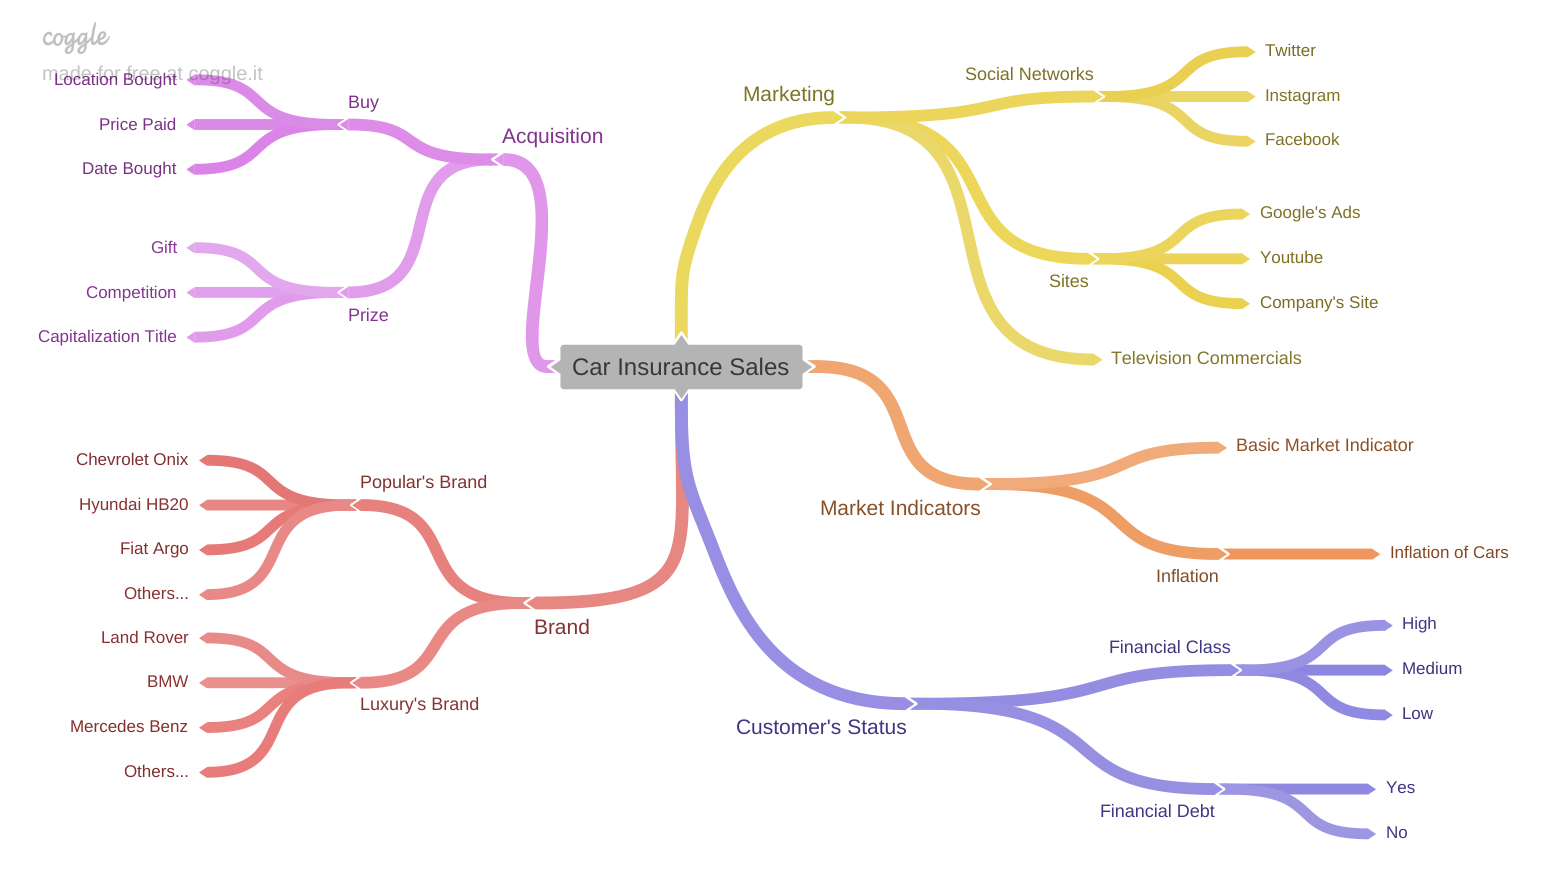 coggle
made for free at coggle.it
Location Bought
Price Paid
Date Bought
Buy
Acquisition
Gift
Competition
Capitalization Title
Prize
Marketing
Social Networks
Twitter
Instagram
Facebook
Sites
Google's Ads
Youtube
Company's Site
Television Commercials
Car Insurance Sales
Market Indicators
Basic Market Indicator
Inflation
Inflation of Cars
Chevrolet Onix
Hyundai HB20
Fiat Argo
Others...
Popular's Brand
Brand
Land Rover
BMW
Mercedes Benz
Others...
Luxury's Brand
Customer's Status
Financial Class
High
Medium
Low
Financial Debt
Yes
No